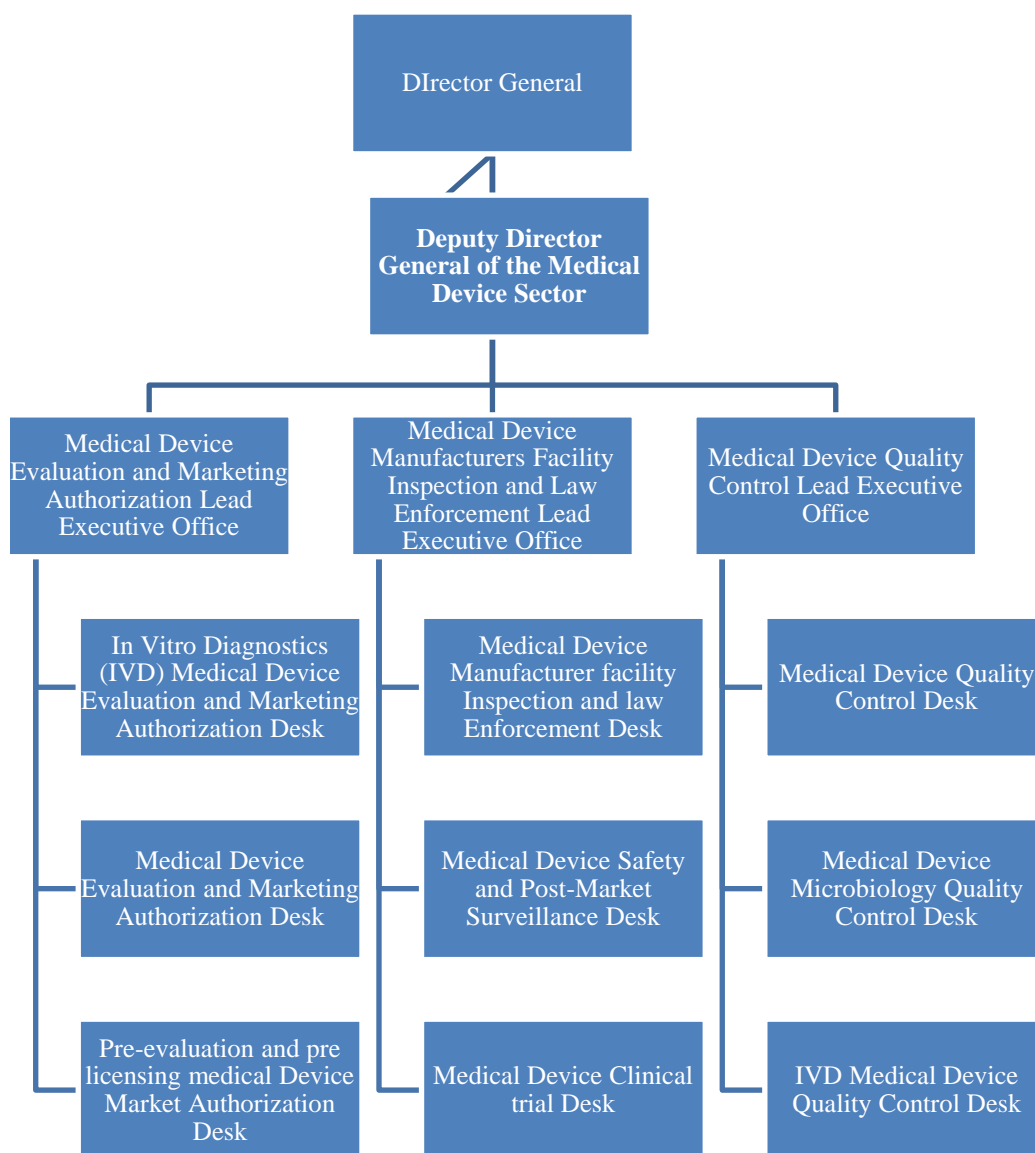 DIrector General
Deputy Director
General of the Medical
Device Sector
Medical Device
Evaluation and Marketing
Authorization Lead
Executive Office
Medical Device
Manufacturers Facility
Inspection and Law
Enforcement Lead
Executive Office
Medical Device Quality
Control Lead Executive
Office
In Vitro Diagnostics
(IVD) Medical Device
Evaluation and Marketing
Authorization Desk
Medical Device
Evaluation and Marketing
Authorization Desk
Pre-evaluation and pre
licensing medical Device
Market Authorization
Desk
Medical Device
Manufacturer facility
Inspection and law
Enforcement Desk
Medical Device Safety
and Post-Market
Surveillance Desk
Medical Device Clinical
trial Desk
Medical Device Quality
Control Desk
Medical Device
Microbiology Quality
Control Desk
IVD Medical Device
Quality Control Desk